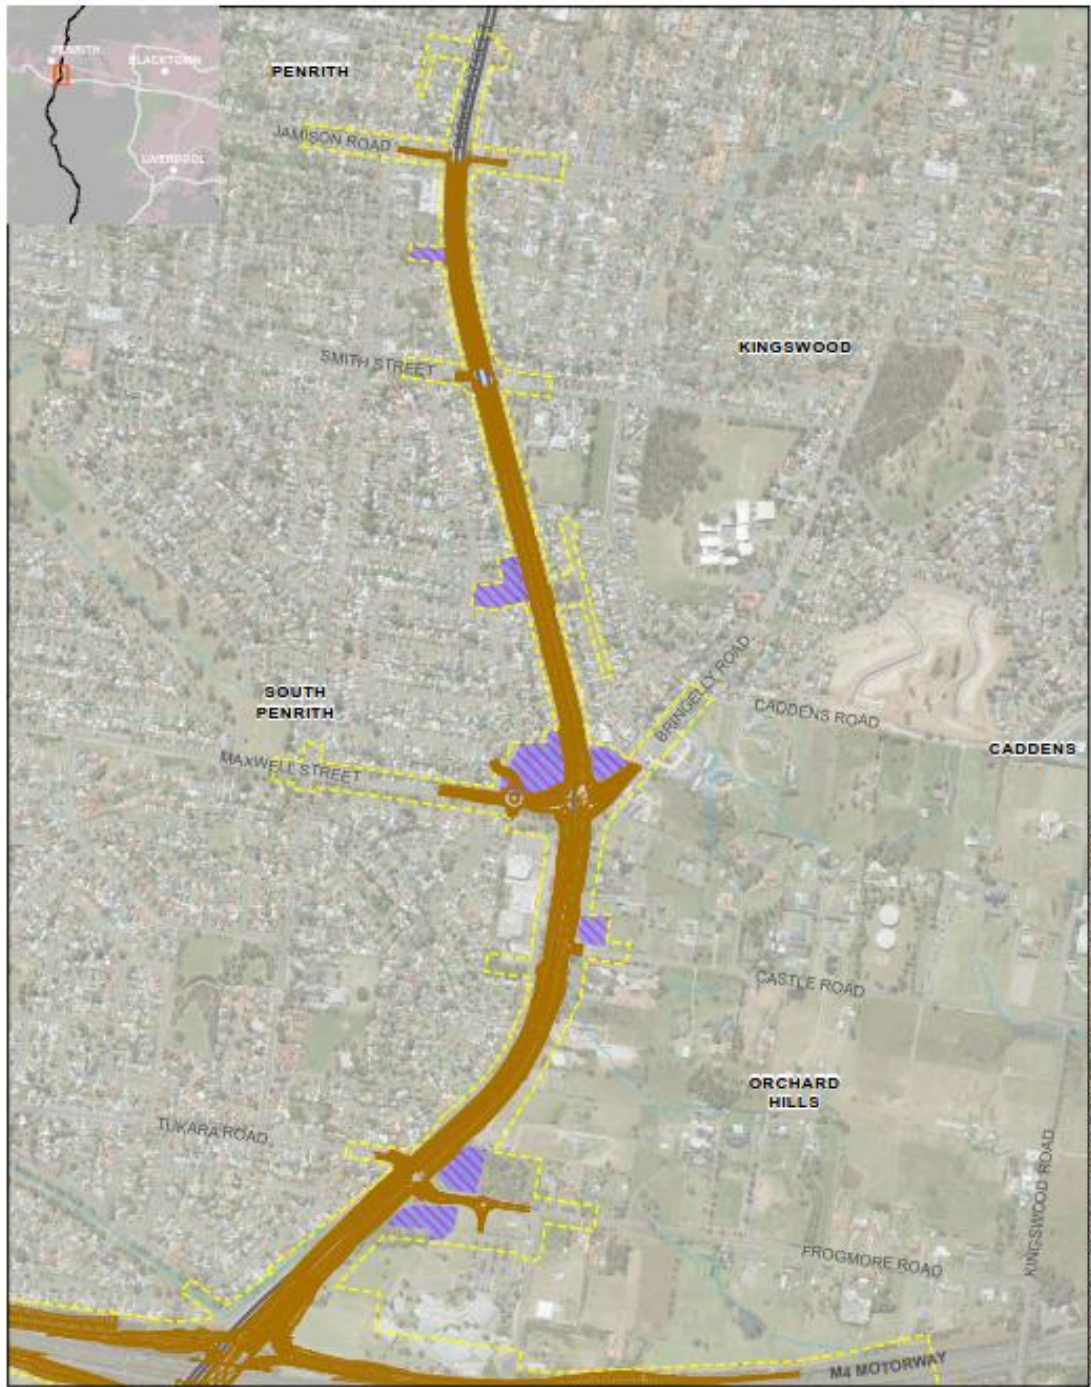 PENRITH
BLACKTOWN
LIVERPOOL
PENRITH
JAMISON ROAD
SMITH STREET
KINGSWOOD
BRINGELLY ROAD
SOUTH
PENRITH
CADDENS ROAD
CADDENS
MAXWELL STREET
CASTLE ROAD
ORCHARD
HILLS
TUKARA ROAD
KINGSWOOD ROAD
FROGMORE ROAD
M4 MOTORWAY